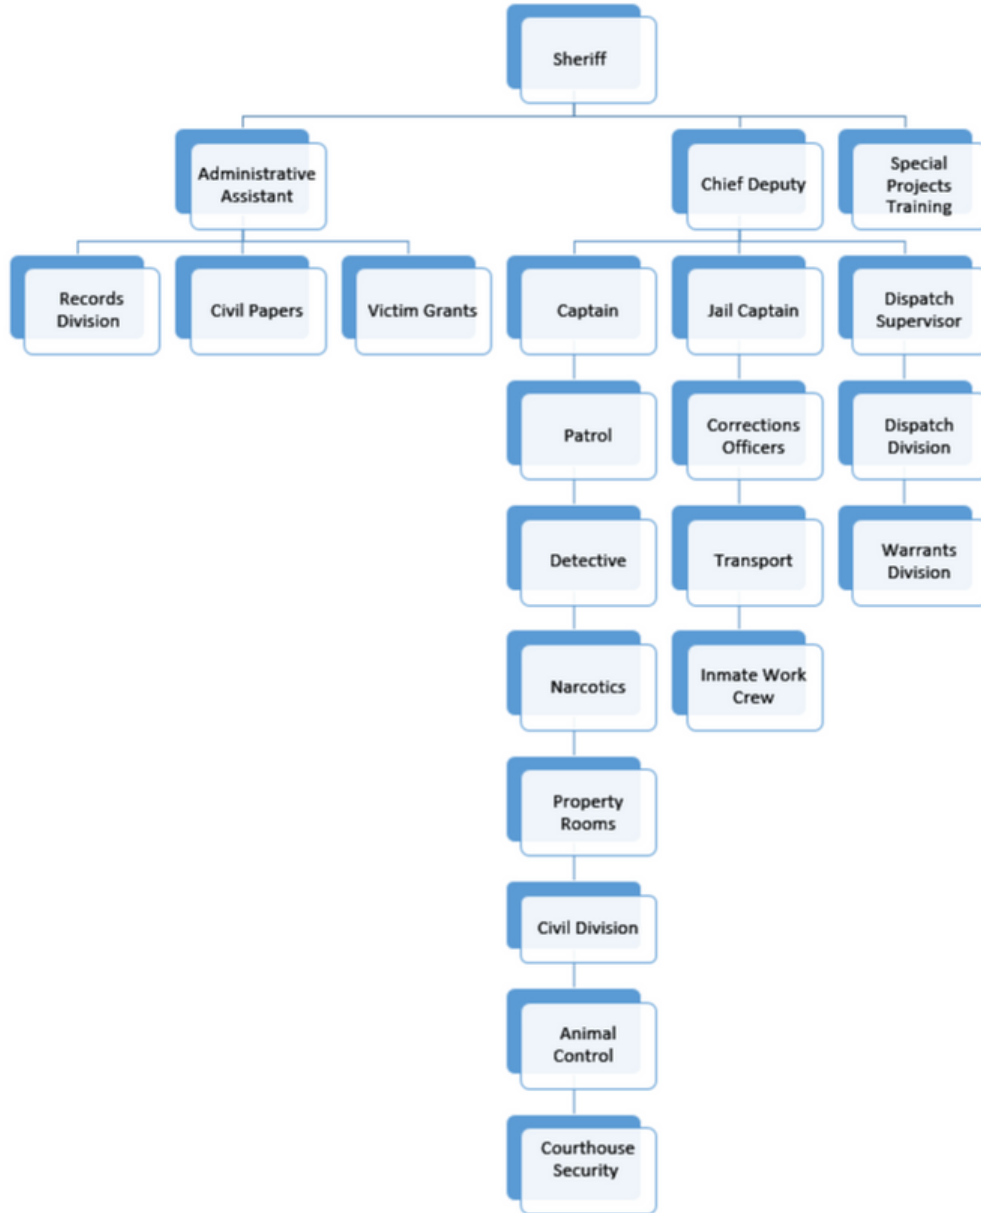 Sheriff
Administrative
Assistant
Chief Deputy
Special
Projects
Training
Records
Division
Civil Papers
Victim Grants
Captain
Jail Captain
Dispatch
Supervisor
Patrol
Corrections
Officers
Dispatch
Division
Detective
Transport
Warrants
Division
Narcotics
Inmate Work
Crew
Property
Rooms
Civil Division
Animal
Control
Courthouse
Security